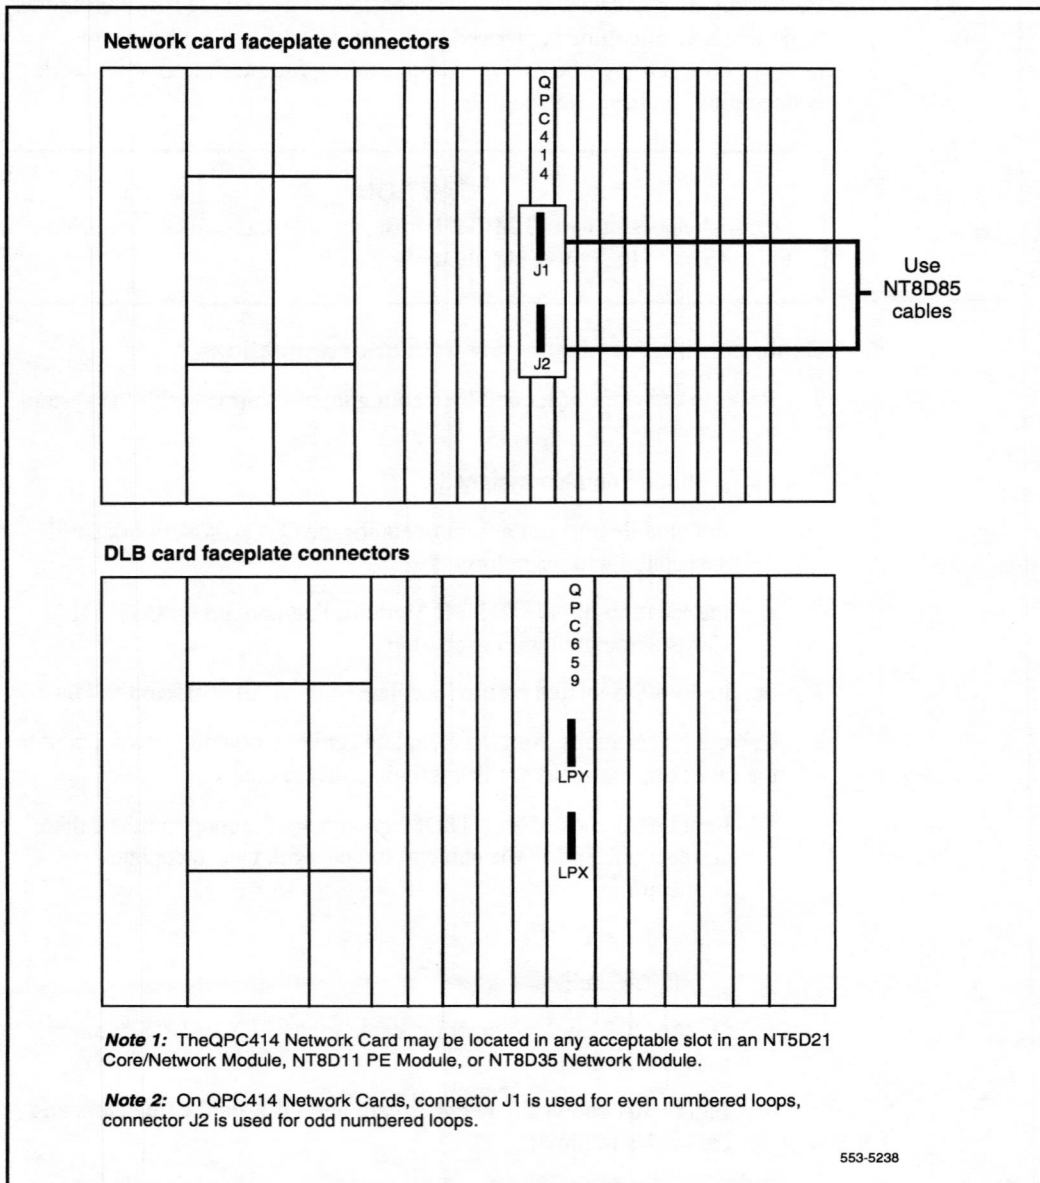 Network card faceplate connectors
Q
P
C
4
1
4
J1
J2
Use
NT8D85
cables
DLB card faceplate connectors
Q
P
C
6
5
9
LPY
LPX
Note 1: TheQPC414 Network Card may be located in any acceptable slot in an NT5D21
Core/Network Module, NT8D11 PE Module, or NT8D35 Network Module.
Note 2: On QPC414 Network Cards, connector J1 is used for even numbered loops,
connector J2 is used for odd numbered loops.
553-5238